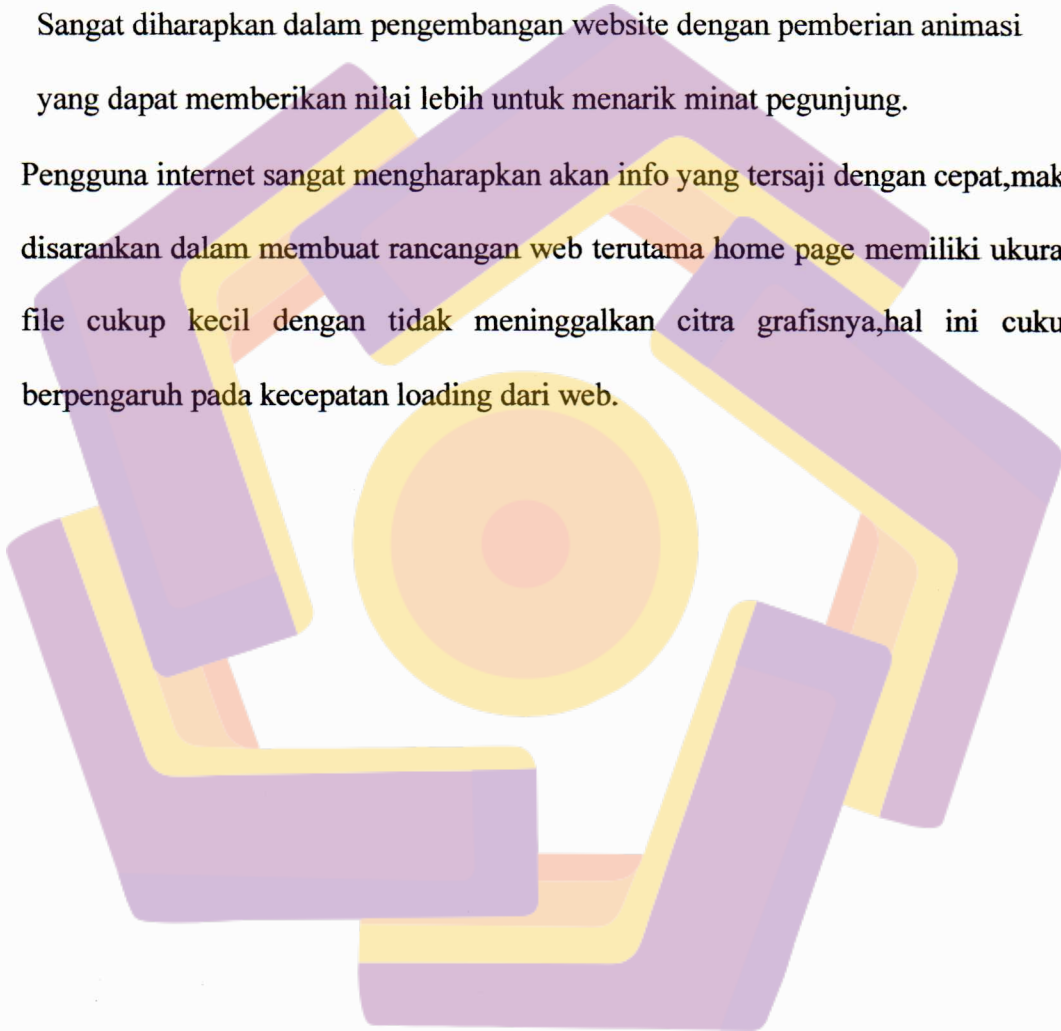 Sangat diharapkan dalam pengembangan website dengan pemberian animasi
yang dapat memberikan nilai lebih untuk menarik minat pegunjung.
Pengguna internet sangat mengharapkan akan info yang tersaji dengan cepat,mak
disarankan dalam membuat rancangan web terutama home page memiliki ukura
file cukup kecil dengan tidak meninggalkan citra grafisnya,hal ini cuku
berpengaruh pada kecepatan loading dari web.